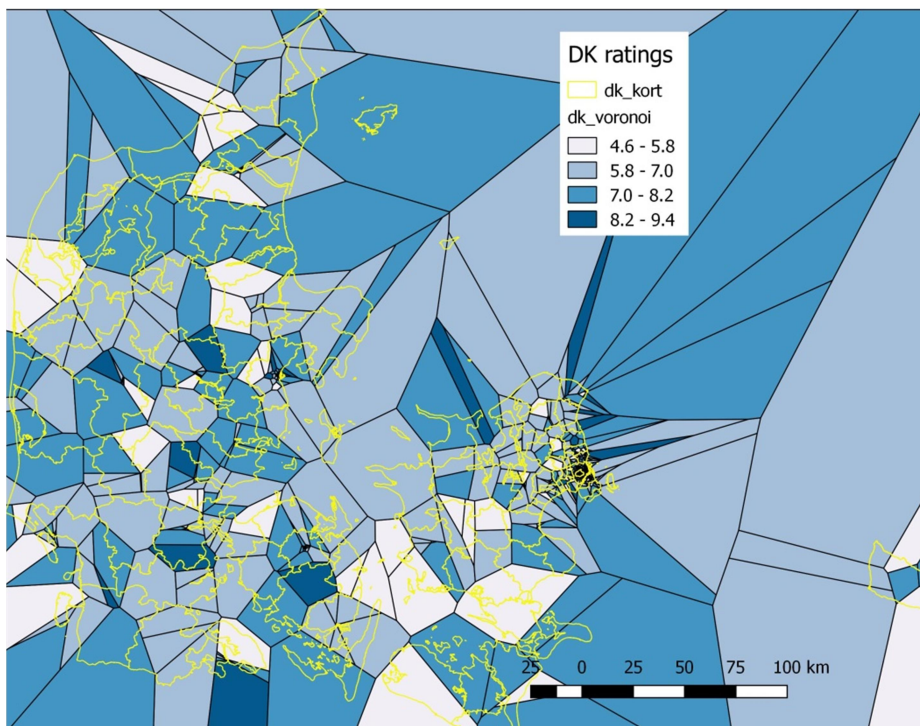 DK ratings
dk_kort
dk_voronoi
4.6 - 5.8
5.8 - 7.0
7.0 - 8.2
8.2 - 9.4
25 0 25 50 75 100 km